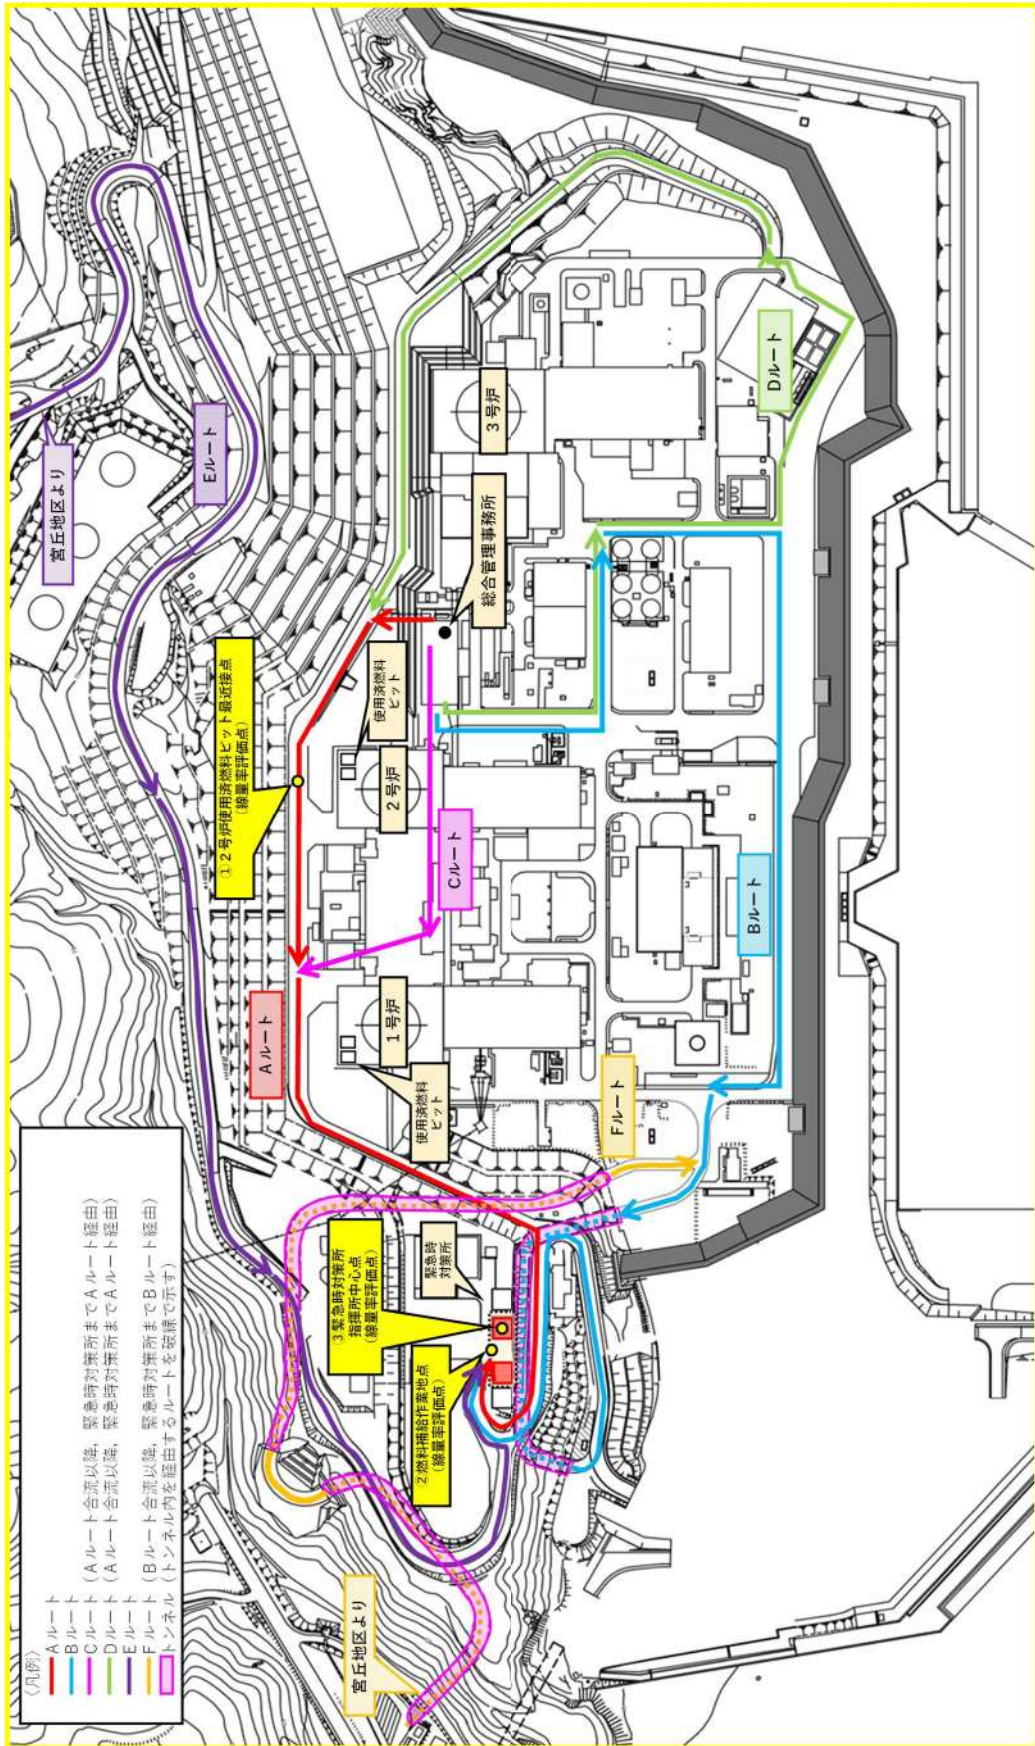 〈凡例〉
Aルート
Bルート
Cルート（Aルート合流以降，緊急時対策所までAルート経由）
Dルート（Aルート合流以降，緊急時対策所までAルート経由）
Eルート
Fルート（Bルート合流以降，緊急時対策所までBルート経由）
トンネル（トンネル内を経由するルートを破線で示す）
宮丘地区より
Eルート
①2号炉使用済燃料ピット最近接点
（線量率評価点）
Aルート
使用済燃料
ピット
3号炉
総合管理事務所
2号炉
Cルート
1号炉
使用済燃料
ピット
Dルート
Bルート
Fルート
③緊急時対策所
指揮所中心点
（線量率評価点）
緊急時
対策所
②燃料補給作業地点
（線量率評価点）
宮丘地区より